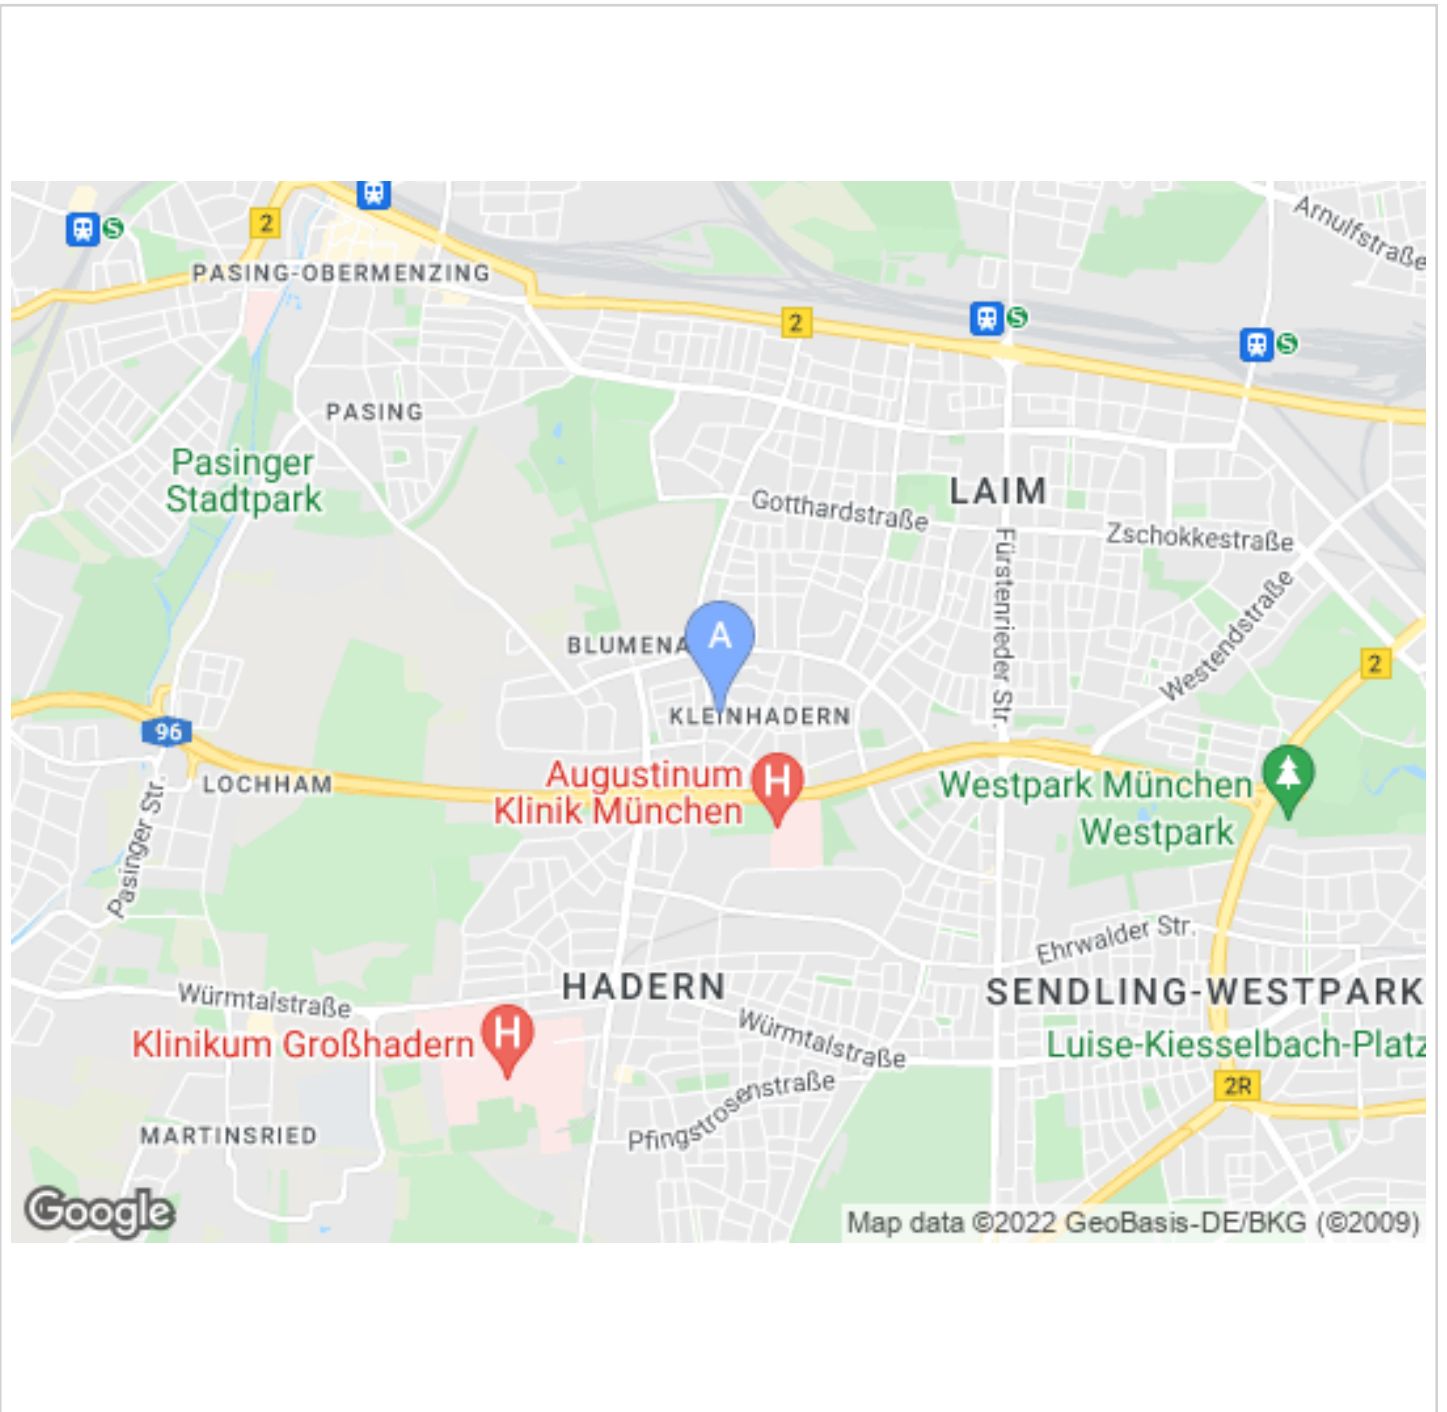 Arnulfstraße
S
2
PASING-OBERMENZING
2
S
S
PASING
Pasinger
Stadtpark
LAIM
Gotthardstraße
Zschokkestraße
Fürstenrieder Str.
Westendstraße
A
BLUMENA
2
KLEINHADERN
96
LOCHHAM
Augustinum
Klinik München
H
Westpark München
Westpark
Pasinger Str.
Ehrwalder Str.
HADERN
SENDLING-WESTPARK
Würmtalstraße
Klinikum Großhadern
H
Würmtalstraße
Luise-Kiesselbach-Platz
Pfingstrosenstraße
2R
MARTINSRIED
Google
Map data ©2022 GeoBasis-DE/BKG (©2009)